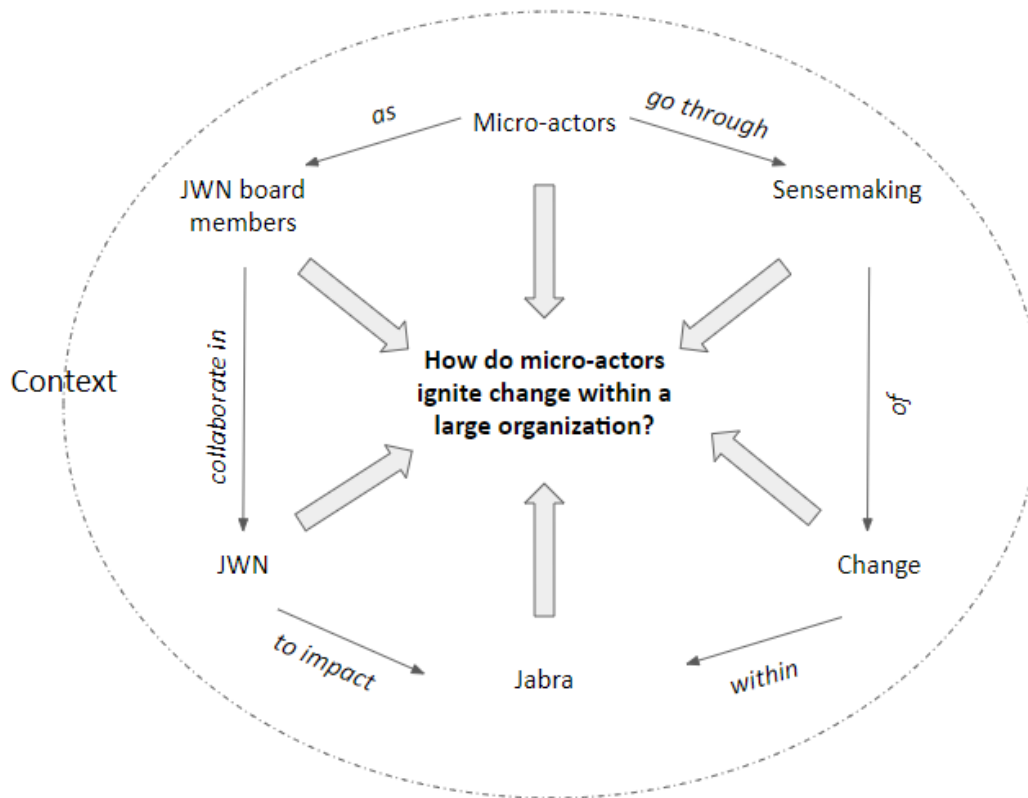 as
Micro-actors
go through
JWN board
members
Sensemaking
Context
collaborate in
How do micro-actors
ignite change within a
large organization?
of
JWN
Change
to impact
Jabra
within